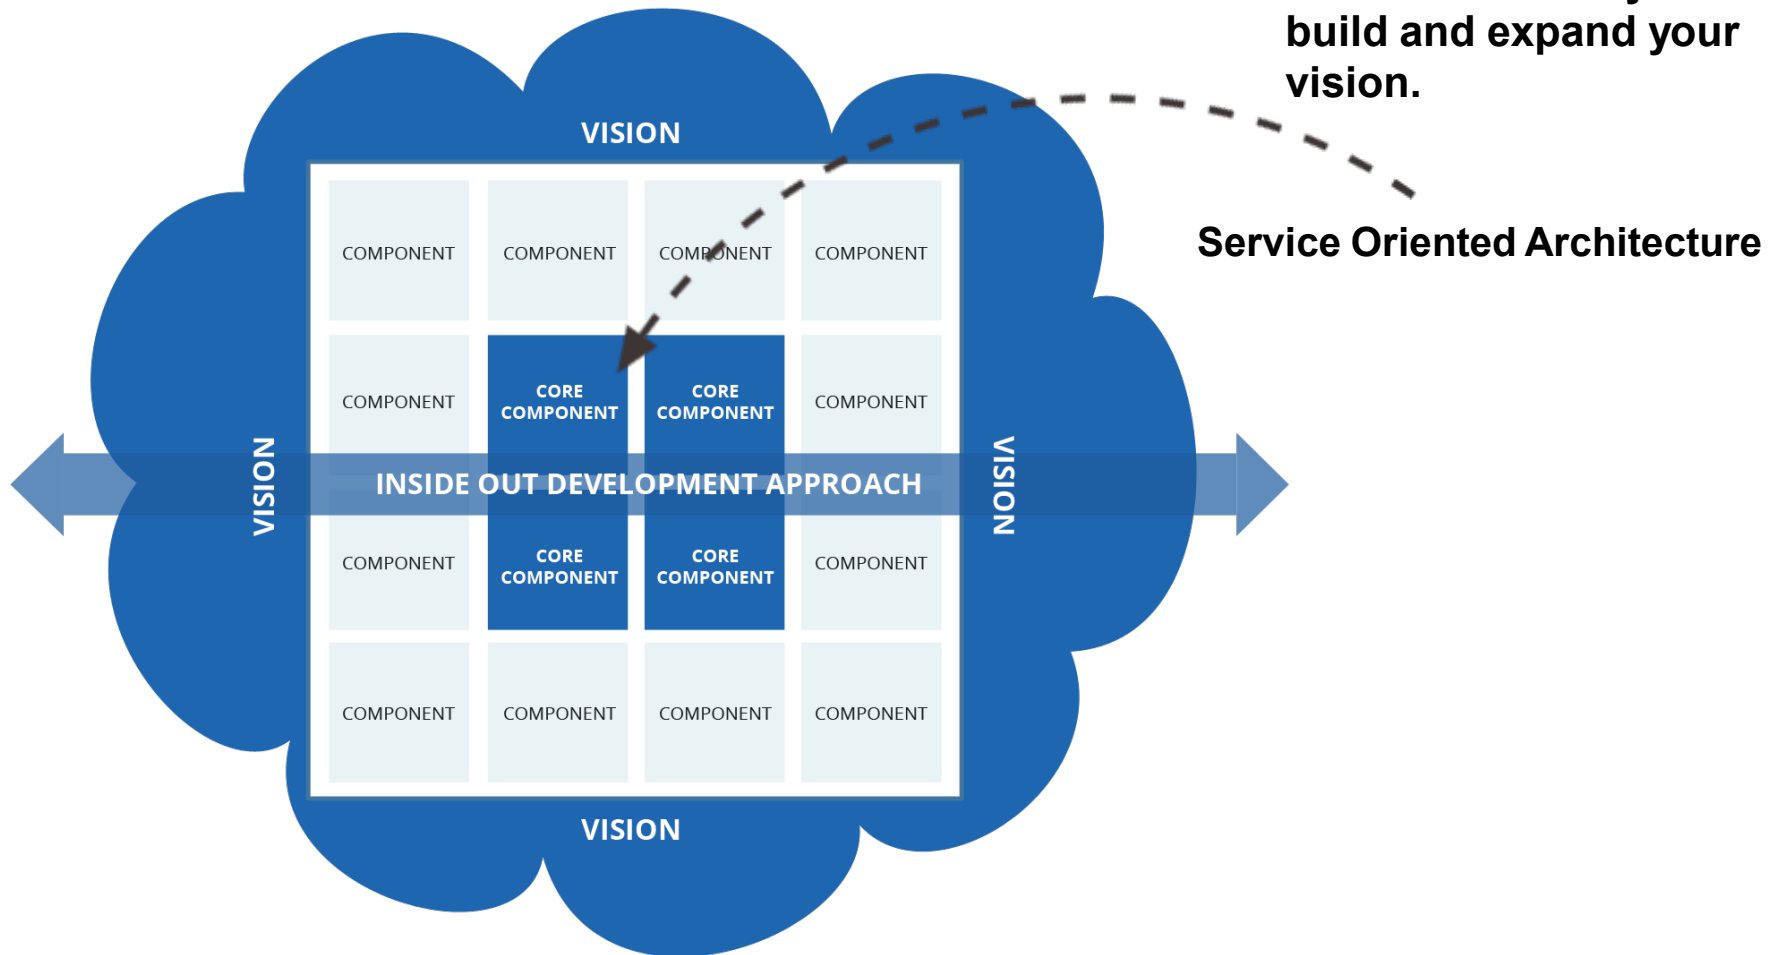 build and expand your
vision.
VISION
Service Oriented Architecture
COMPONENT COMPONENT COMPONENT COMPONENT
COMPONENT CORE COMPONENT CORE COMPONENT COMPONENT
VISION
INSIDE OUT DEVELOPMENT APPROACH
VISION
COMPONENT CORE COMPONENT CORE COMPONENT COMPONENT
COMPONENT COMPONENT COMPONENT COMPONENT
VISION